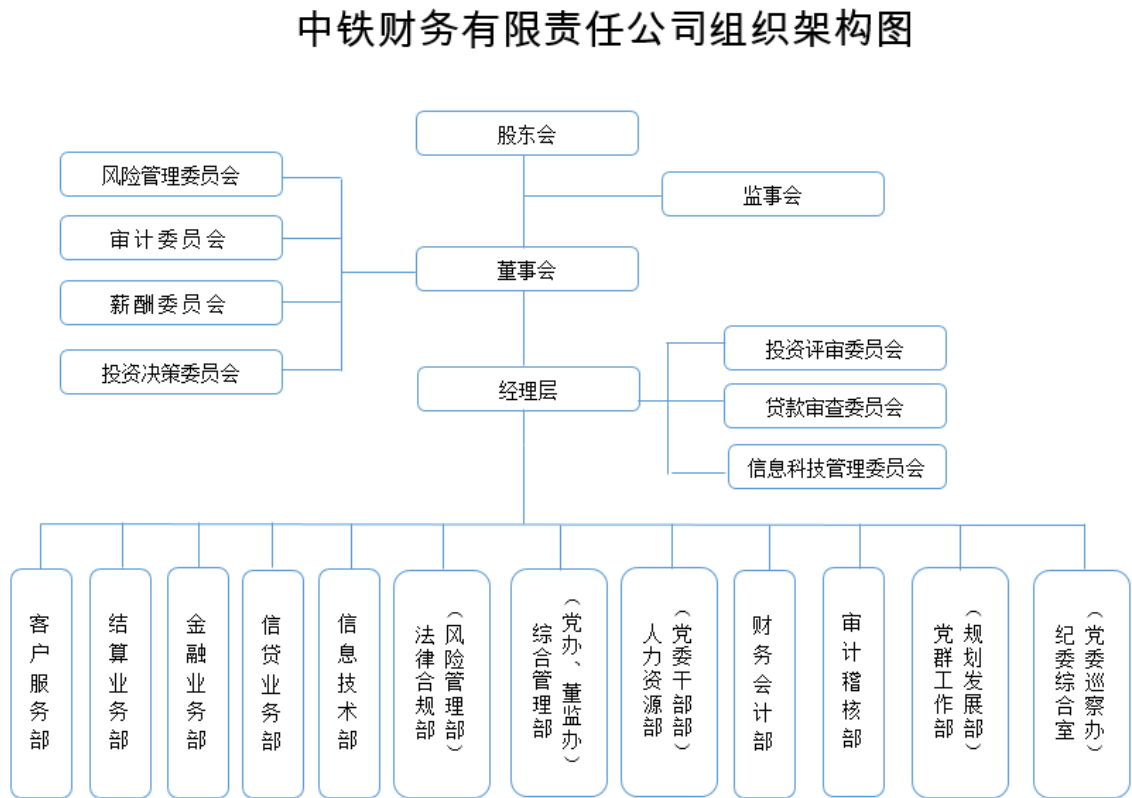 中铁财务有限责任公司组织架构图
股东会
风险管理委员会
监事会
审计委员会
董事会
薪酬委员会
投资决策委员会
投资评审委员会
经理层
贷款审查委员会
信息科技管理委员会
客户服务部
结算业务部
金融业务部
信贷业务部
信息技术部
法律合规部
（风险管理部）
综合管理部
（党办、董监办）
人力资源部
（党委干部部）
财务会计部
审计稽核部
党群工作部
（规划发展部）
纪委综合室
（党委巡察办）